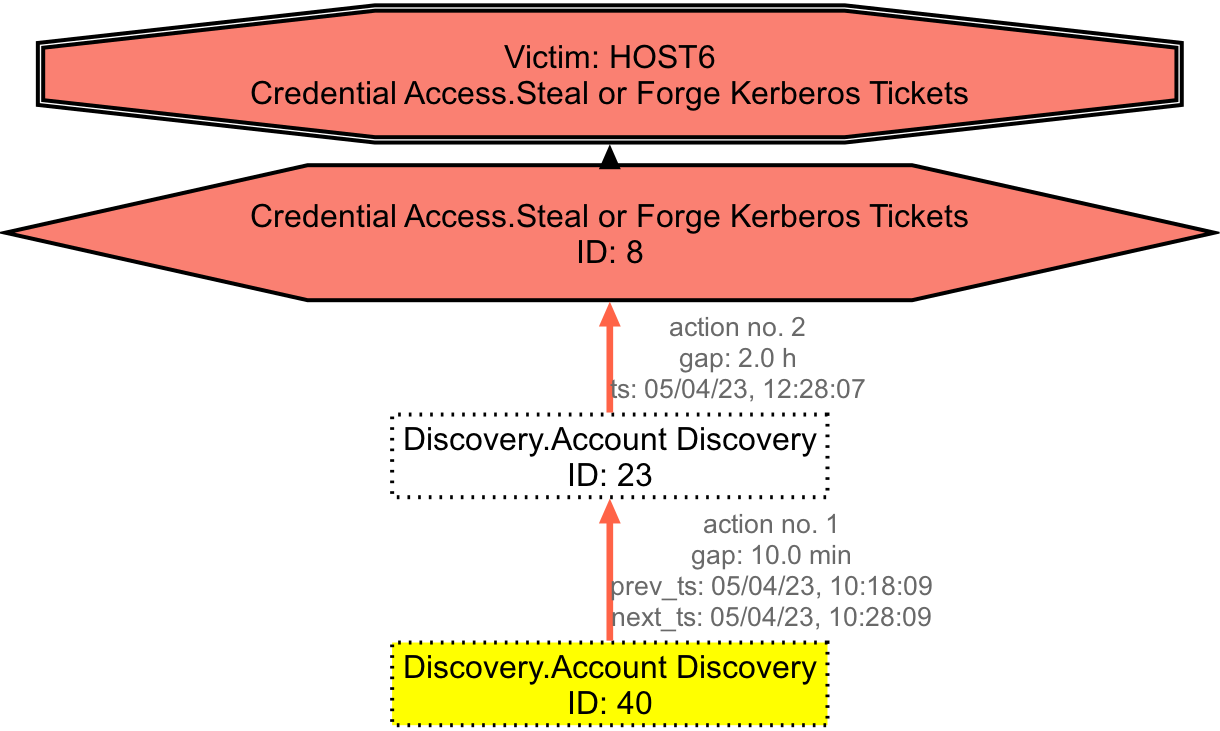 Victim: HOST6
Credential Access.Steal or Forge Kerberos Tickets
Credential Access.Steal or Forge Kerberos Tickets
ID: 8
action no. 2
gap: 2.0 h
ts: 05/04/23, 12:28:07
Discovery.Account Discovery
ID: 23
action no. 1
gap: 10.0 min
prev_ts: 05/04/23, 10:18:09
next_ts: 05/04/23, 10:28:09
Discovery.Account Discovery
ID: 40